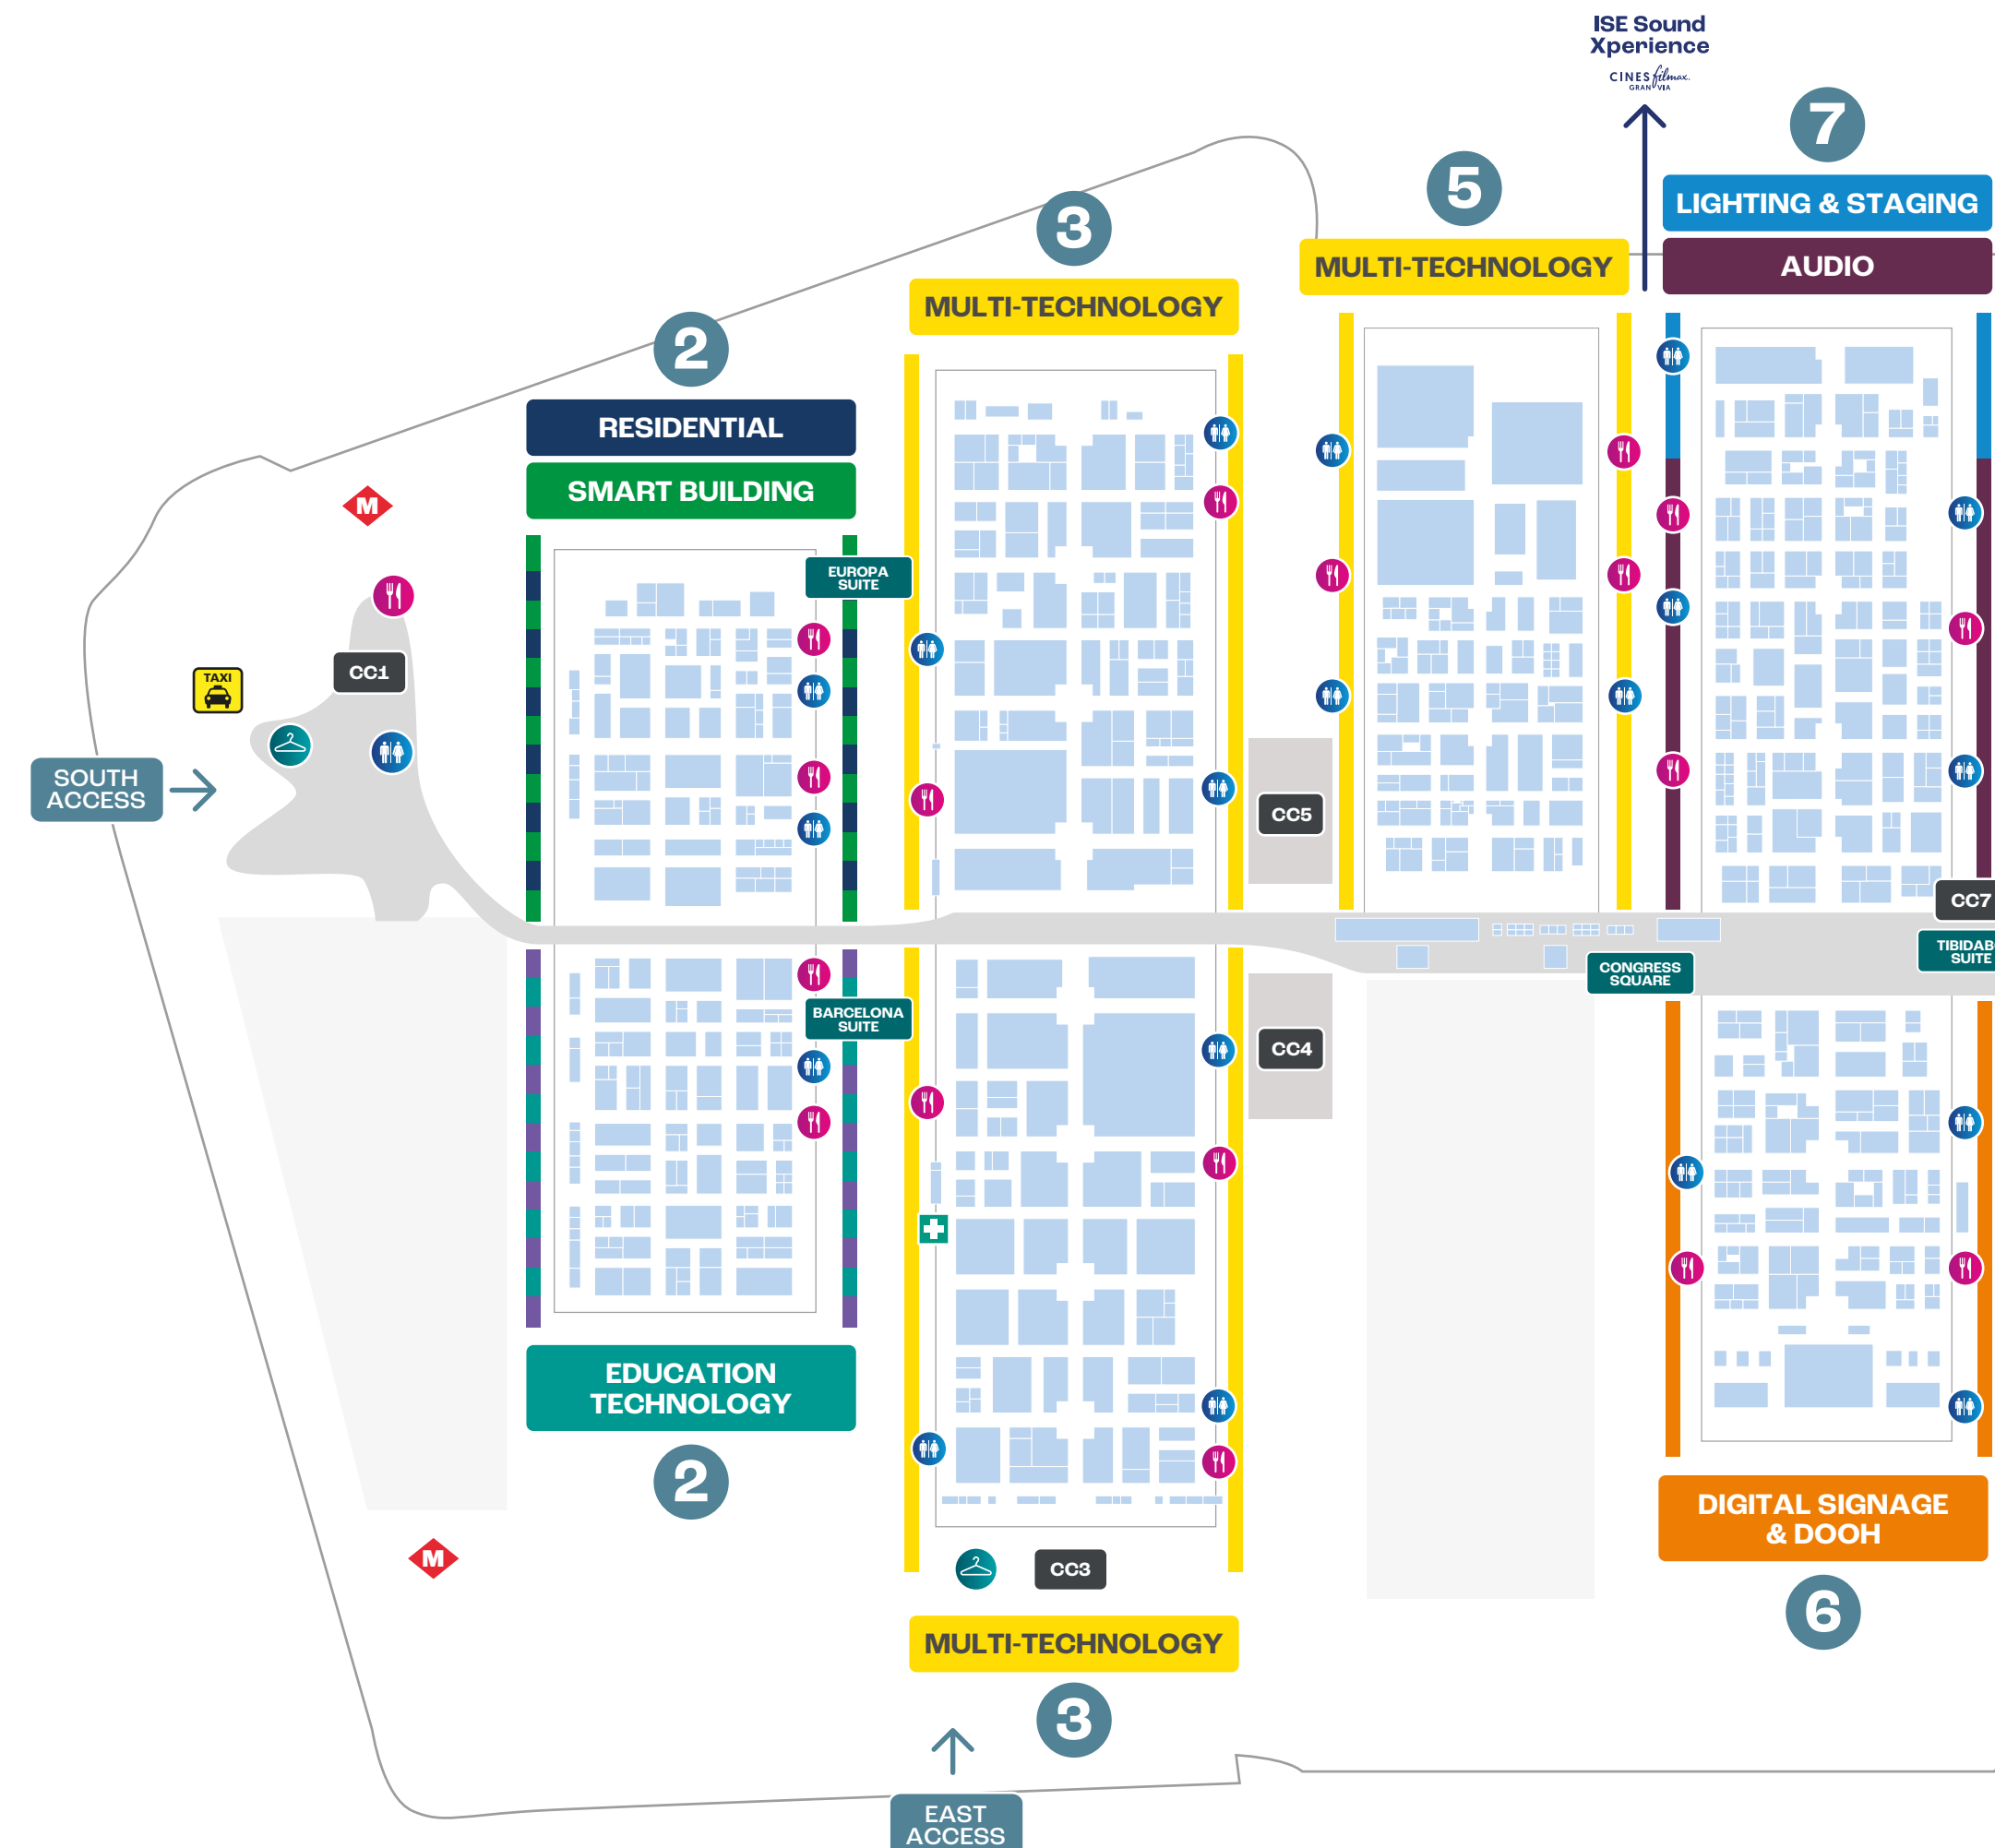 ISE Sound
Xperience
CINES filmax
GRAN VIA
7
LIGHTING & STAGING
AUDIO
5
MULTI-TECHNOLOGY
3
MULTI-TECHNOLOGY
2
RESIDENTIAL
SMART BUILDING
M
EUROPA
SUITE
CC1
TAXI
SOUTH
ACCESS
CC5
CC7
TIBIDAB
SUITE
CONGRESS
SQUARE
BARCELONA
SUITE
CC4
EDUCATION
TECHNOLOGY
2
DIGITAL SIGNAGE
& DOOH
M
CC3
6
MULTI-TECHNOLOGY
3
EAST
ACCESS